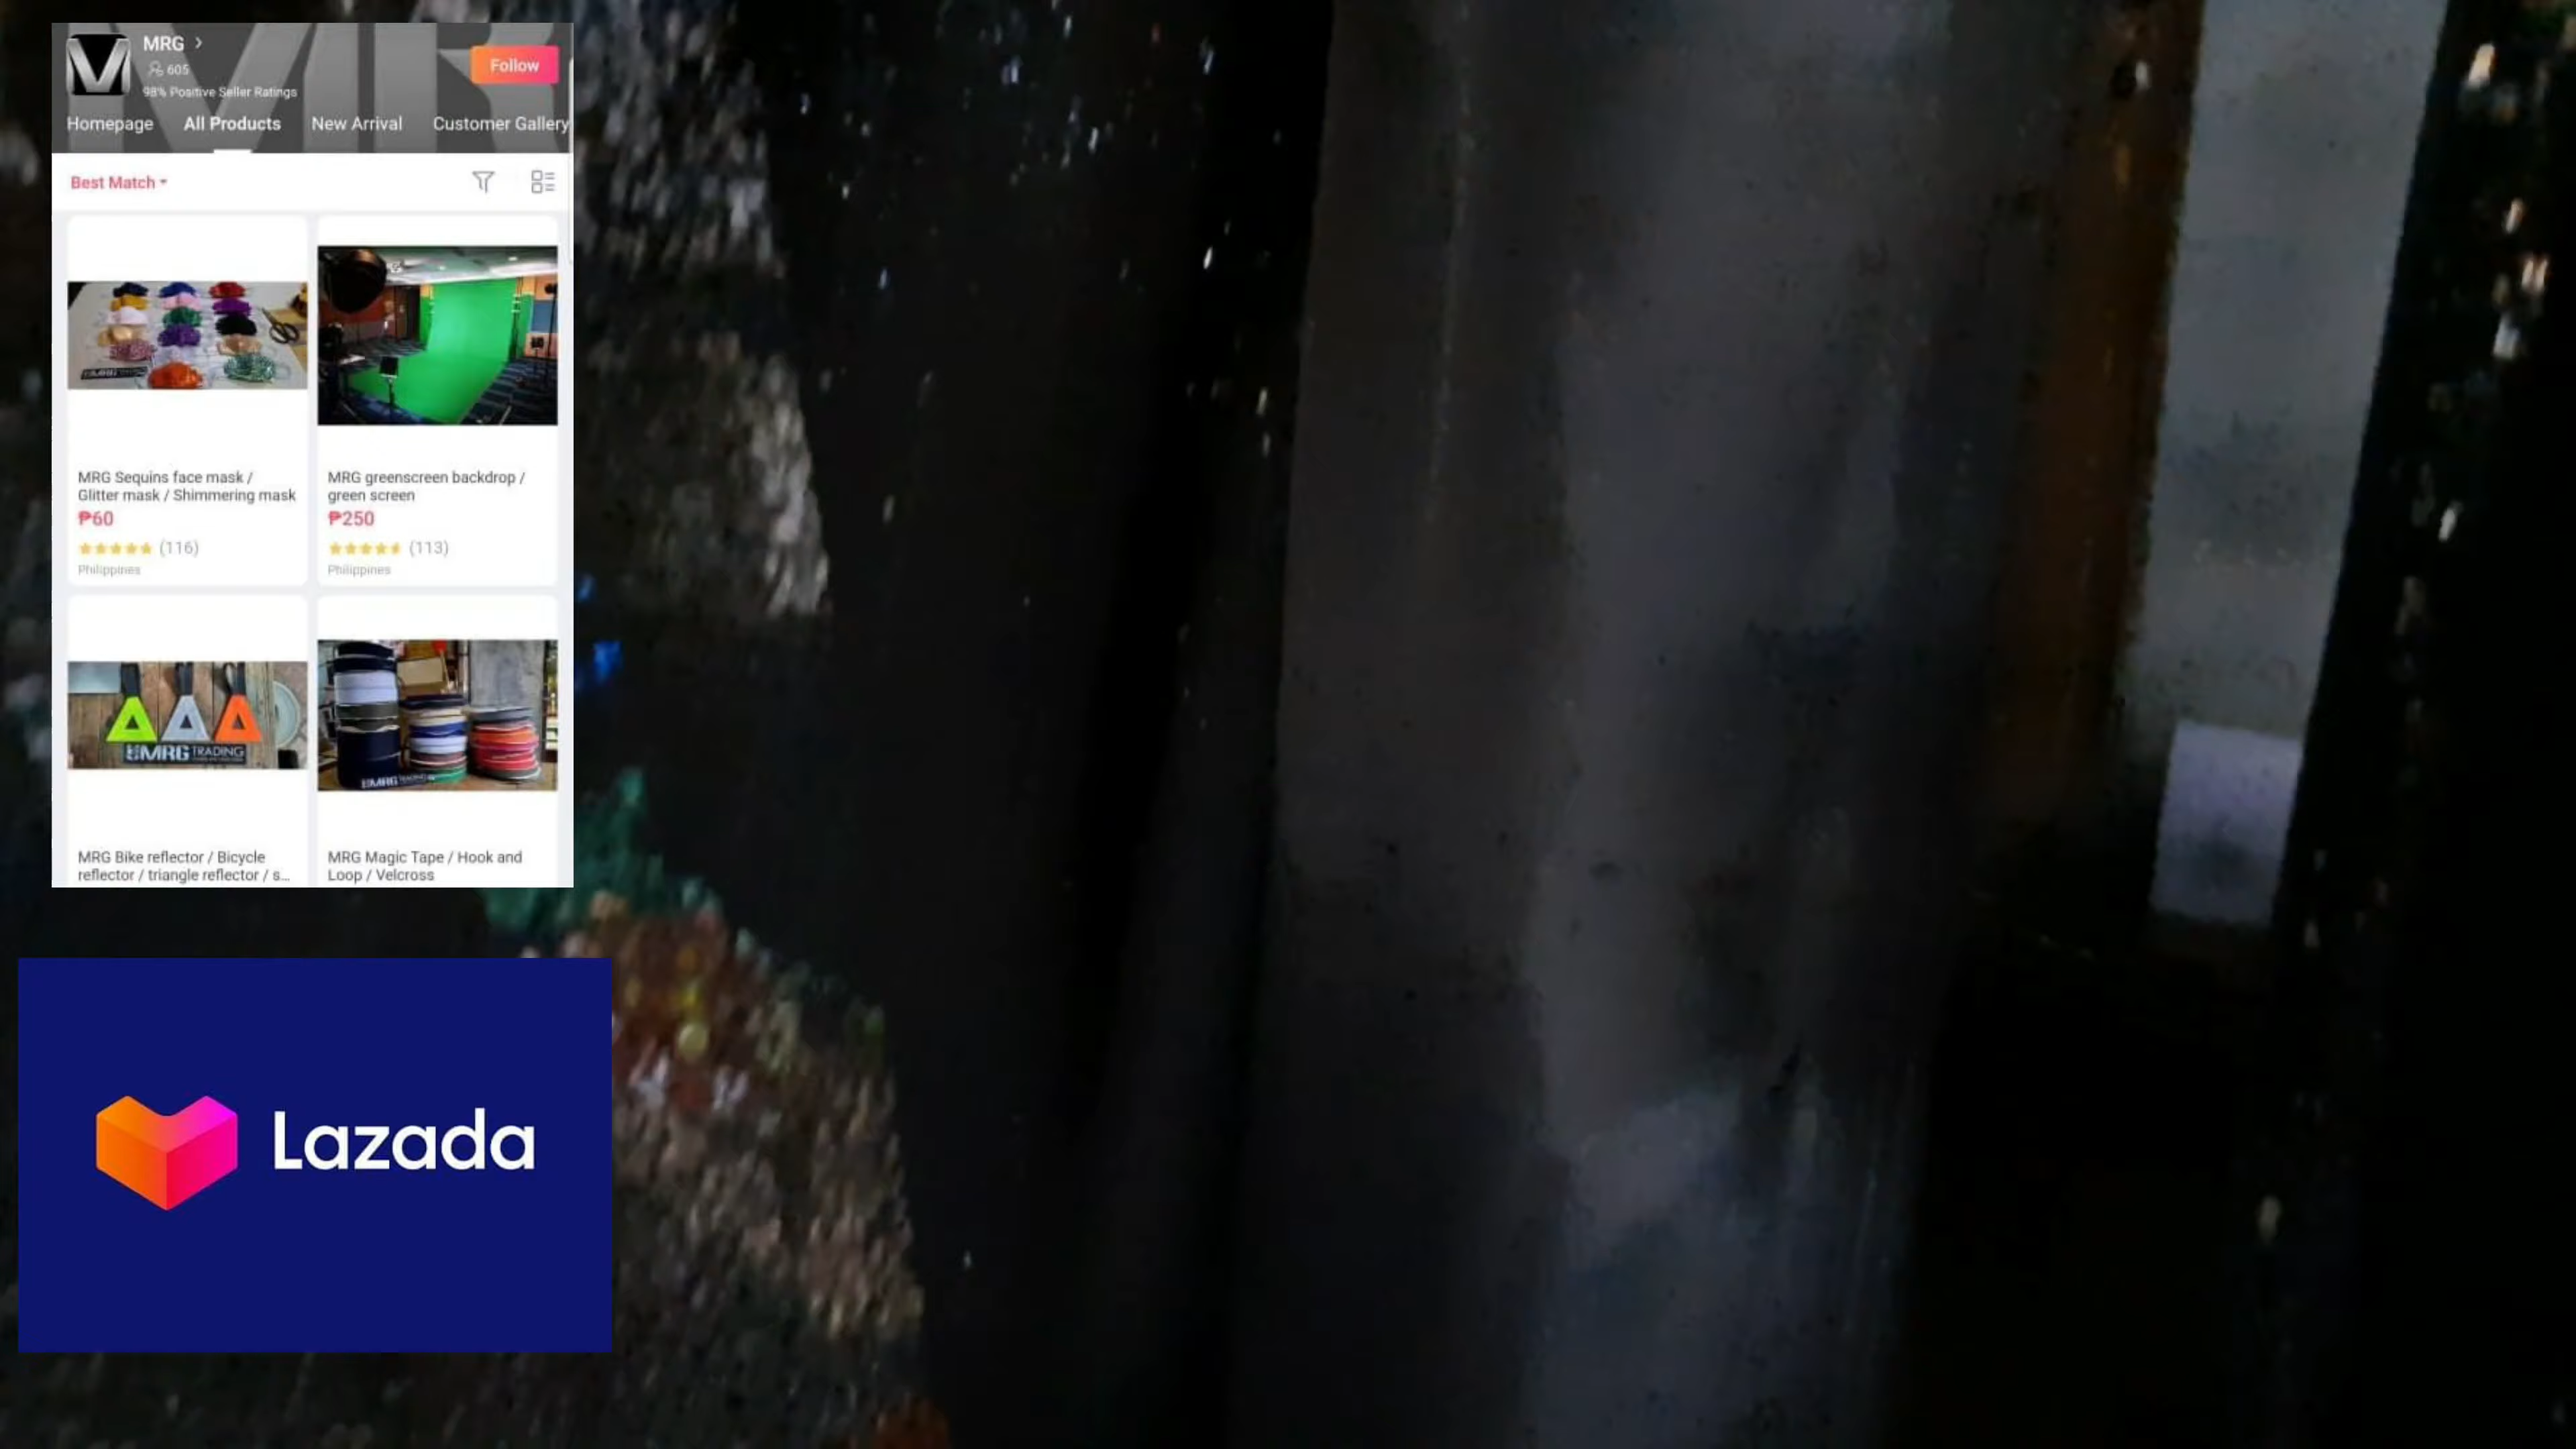 MRG >
605
98% Positive Seller Ratings
Follow
Homepage All Products New Arrival Customer Gallery
Best Match
MRG Sequins face mask /
Glitter mask / Shimmering mask
₱60
(116)
Philippines
MRG greenscreen backdrop /
green screen
₱250
(113)
Philippines
MRG TRADING
MRG Bike reflector / Bicycle
reflector / triangle reflector / s...
MRG
MRG Magic Tape / Hook and
Loop / Velcross
Lazada